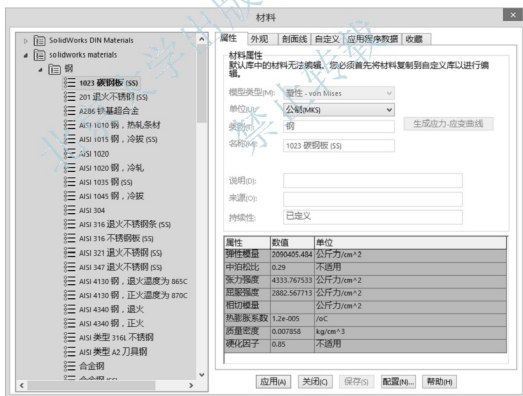 材料
SolidWorks DIN Materials
solidworks materials
钢
1023 碳钢板 (SS)
201 退火不锈钢 (SS)
A286 铁基超合金
AISI 1010 钢，热轧条材
AISI 1015 钢，冷拔 (SS)
AISI 1020
AISI 1020 钢，冷轧
AISI 1035 钢 (SS)
AISI 1045 钢，冷拔
AISI 304
AISI 316 退火不锈钢条 (SS)
AISI 316 不锈钢板 (SS)
AISI 321 退火不锈钢 (SS)
AISI 347 退火不锈钢 (SS)
AISI 4130 钢，退火温度为 865C
AISI 4130 钢，正火温度为 870C
AISI 4340 钢，退火
AISI 4340 钢，正火
AISI 类型 316L 不锈钢
AISI 类型 A2 刀具钢
合金钢
合金钢 (SS)
属性 外观 剖面线 自定义 应用程序数据 收藏
材料属性
默认库中的材料无法编辑。您必须首先将材料复制到自定义库以进行编
辑。
模型类型(M): 塑性 - von Mises
单位(U): 公制(MKS)
类别(T): 钢
生成应力-应变曲线
名称(M): 1023 碳钢板 (SS)
说明(D):
来源(O):
持续性: 已定义
属性 数值 单位
弹性模量 2090405.484 公斤力/cm^2
中泊松比 0.29 不适用
张力强度 4333.767533 公斤力/cm^2
屈服强度 2882.567713 公斤力/cm^2
相切模量 公斤力/cm^2
热膨胀系数 1.2e-005 /oC
质量密度 0.007858 kg/cm^3
硬化因子 0.85 不适用
应用(A) 关闭(C) 保存(S) 配置(N)... 帮助(H)